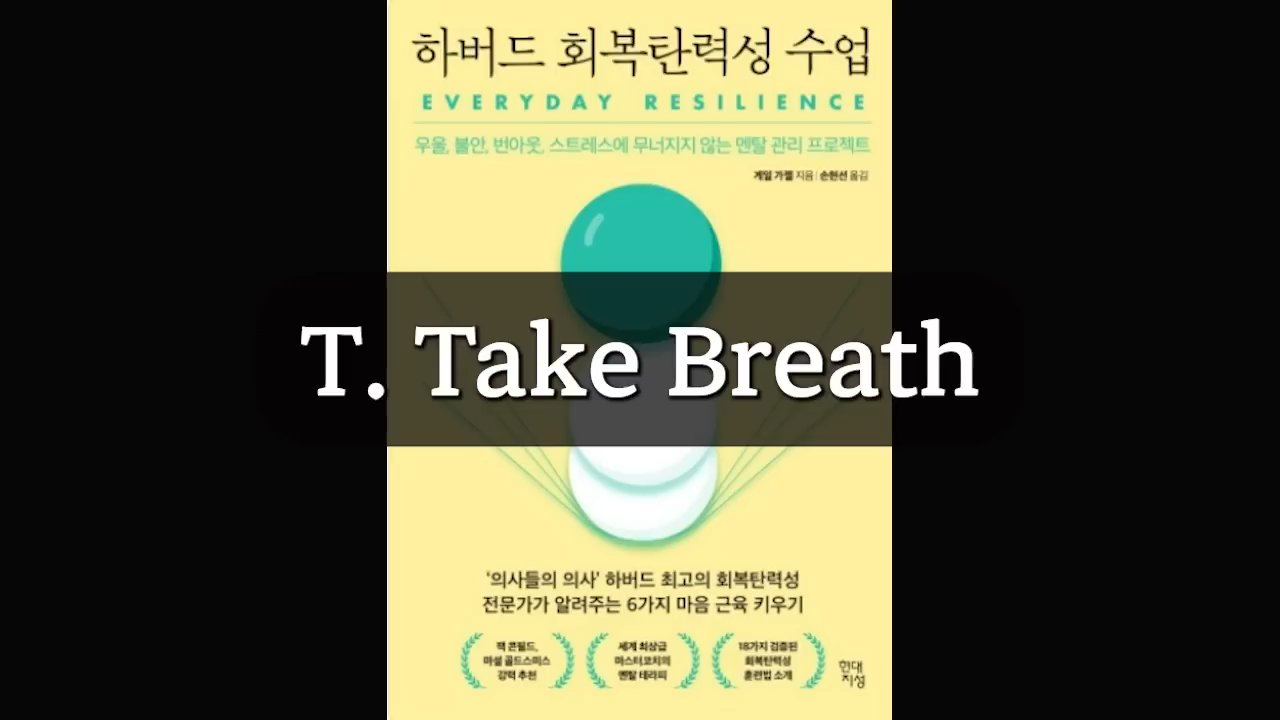 하버드 회복탄력성 수업
EVERYDAY RESILIENCE
우울, 불안, 번아웃, 스트레스에 무너지지 않는 멘탈 관리 프로젝트
게일 가젤 지음 | 손현선 옮김
T. Take Breath
'의사들의 의사' 하버드 최고의 회복탄력성
전문가가 알려주는 6가지 마음 근육 키우기
잭 콘필드,
마셜 골드스미스
강력 추천
세계 최상급
마스터코치의
멘탈 테라피
18가지 검증된
회복탄력성
훈련법 소개
현대
지성